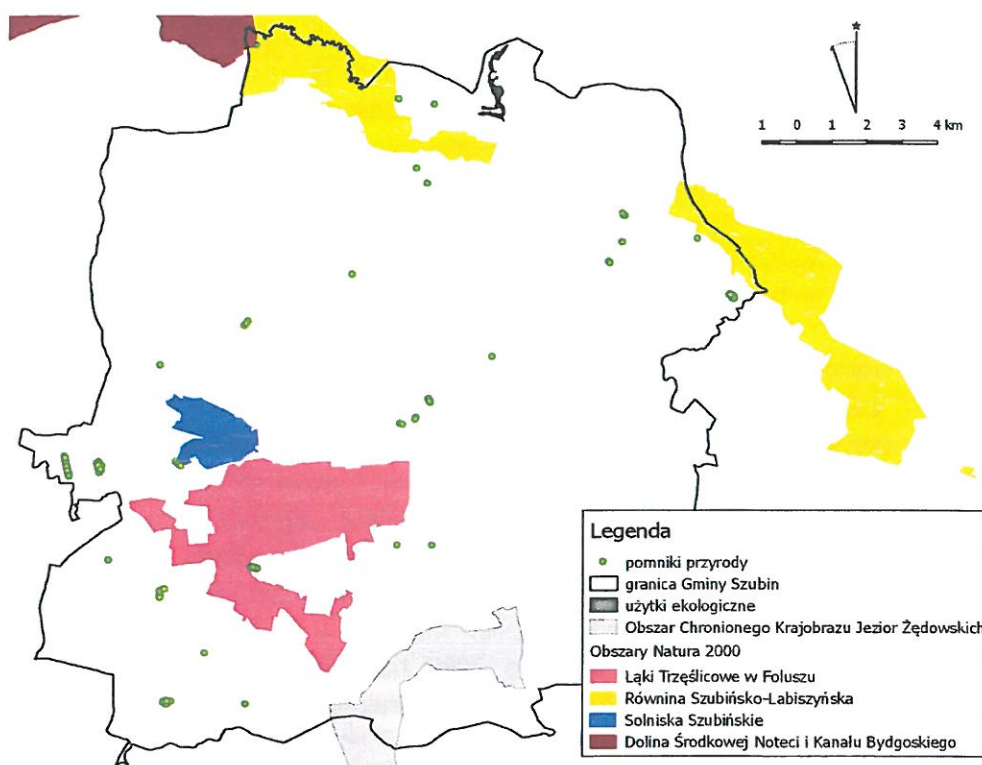 1 0 1 2 3 4 km
Legenda
pomniki przyrody
granica Gminy Szubin
użytki ekologiczne
Obszar Chronionego Krajobrazu Jezior Żędowskich
Obszary Natura 2000
Łąki Trzęślicowe w Foluszu
Równina Szubińsko-Łabiszyńska
Solniska Szubińskie
Dolina Środkowej Noteci i Kanału Bydgoskiego